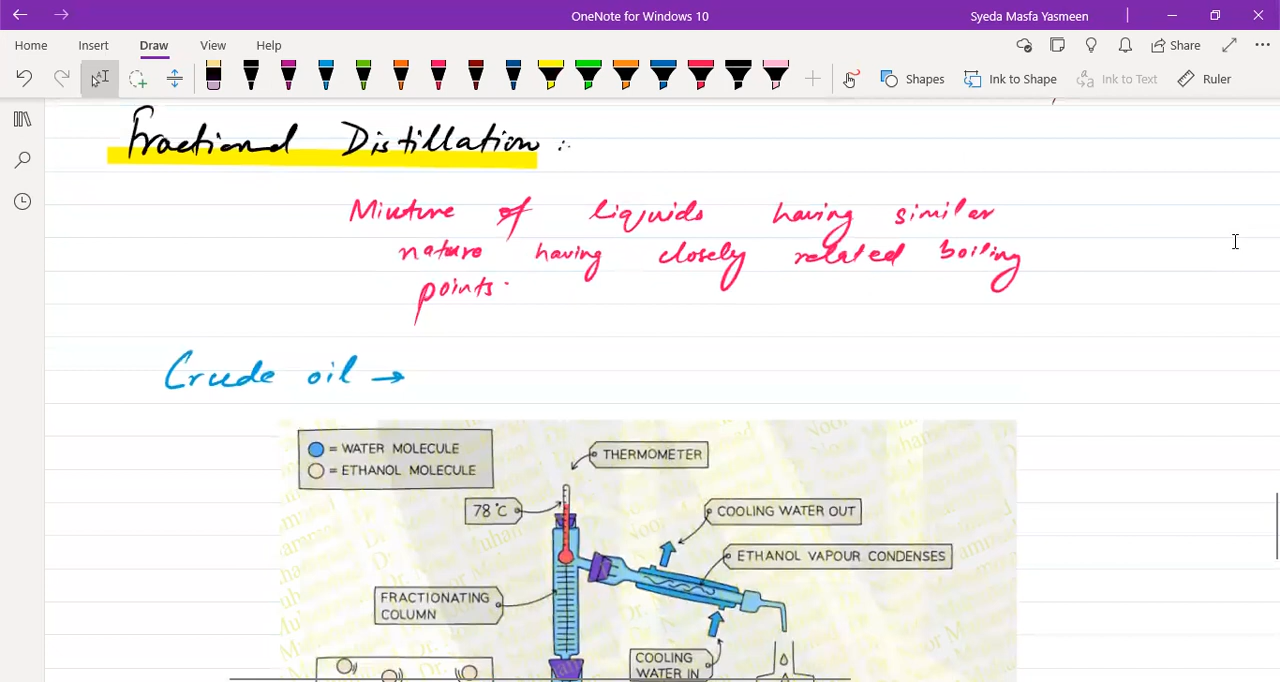 OneNote for Windows 10
Syeda Masfa Yasmeen
Home Insert Draw View Help
Share
Shapes Ink to Shape Ink to Text Ruler
Fractional Distillation :
Mixture of liquids having similar
nature having closely related boiling
points.
Crude oil →
= WATER MOLECULE
= ETHANOL MOLECULE
THERMOMETER
78°C
COOLING WATER OUT
ETHANOL VAPOUR CONDENSES
FRACTIONATING
COLUMN
COOLING
WATER IN